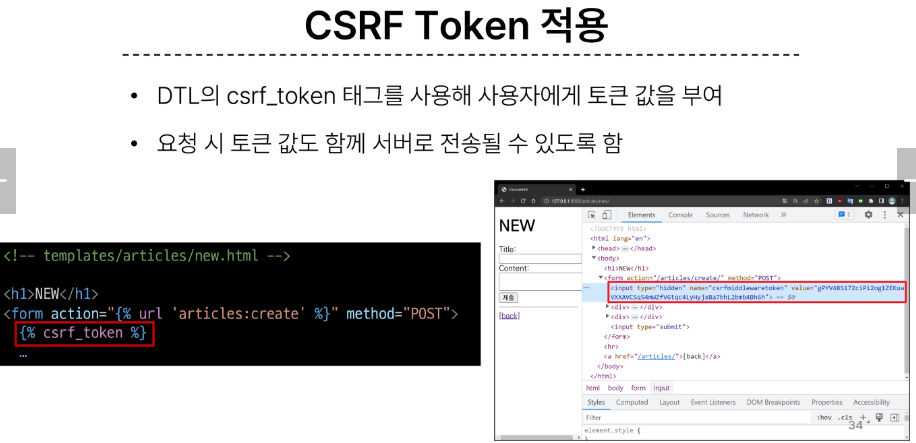 CSRF Token 적용
• DTL의 csrf_token 태그를 사용해 사용자에게 토큰 값을 부여
• 요청 시 토큰 값도 함께 서버로 전송될 수 있도록 함
<!-- templates/articles/new.html -->
<h1>NEW</h1>
<form action="{% url 'articles:create' %}" method="POST">
{% csrf_token %}
…
Document
127.0.0.1:8000/articles/new/
NEW
Title:
Content:
제출
[back]
Elements Console Sources Network » 1
<!DOCTYPE html>
<html lang="en">
<head>…</head>
<body>
<h1>NEW</h1>
<form action="/articles/create/" method="POST">
<input type="hidden" name="csrfmiddlewaretoken" value=
== $0
<div>…</div>
<div>…</div>
<input type="submit">
</form>
<hr>
<a href="/articles/">[back]</a>
</body>
</html>
html body form input
Styles Computed Layout Event Listeners DOM Breakpoints Properties Accessibility
Filter :hov .cls +
element.style {
34